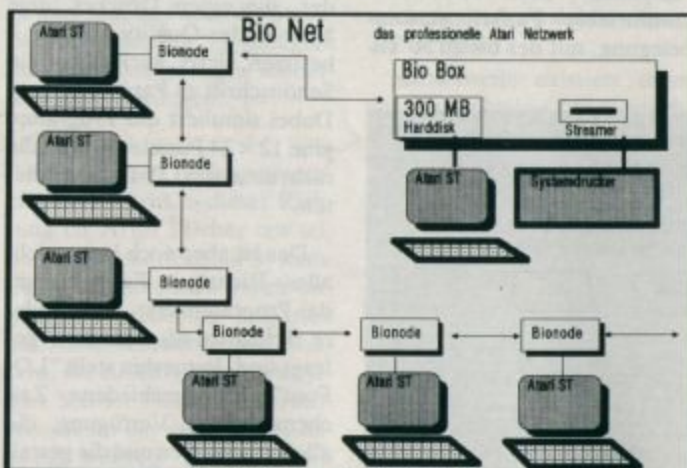 Bio Net
das professionelle Atari Netzwerk
Atari ST
Bionode
Bio Box
300 MB
Harddisk
Streamer
Atari ST
Bionode
Atari ST
Systemdrucker
Atari ST
Bionode
Bionode
Bionode
Bionode
Atari ST
Atari ST
Atari ST